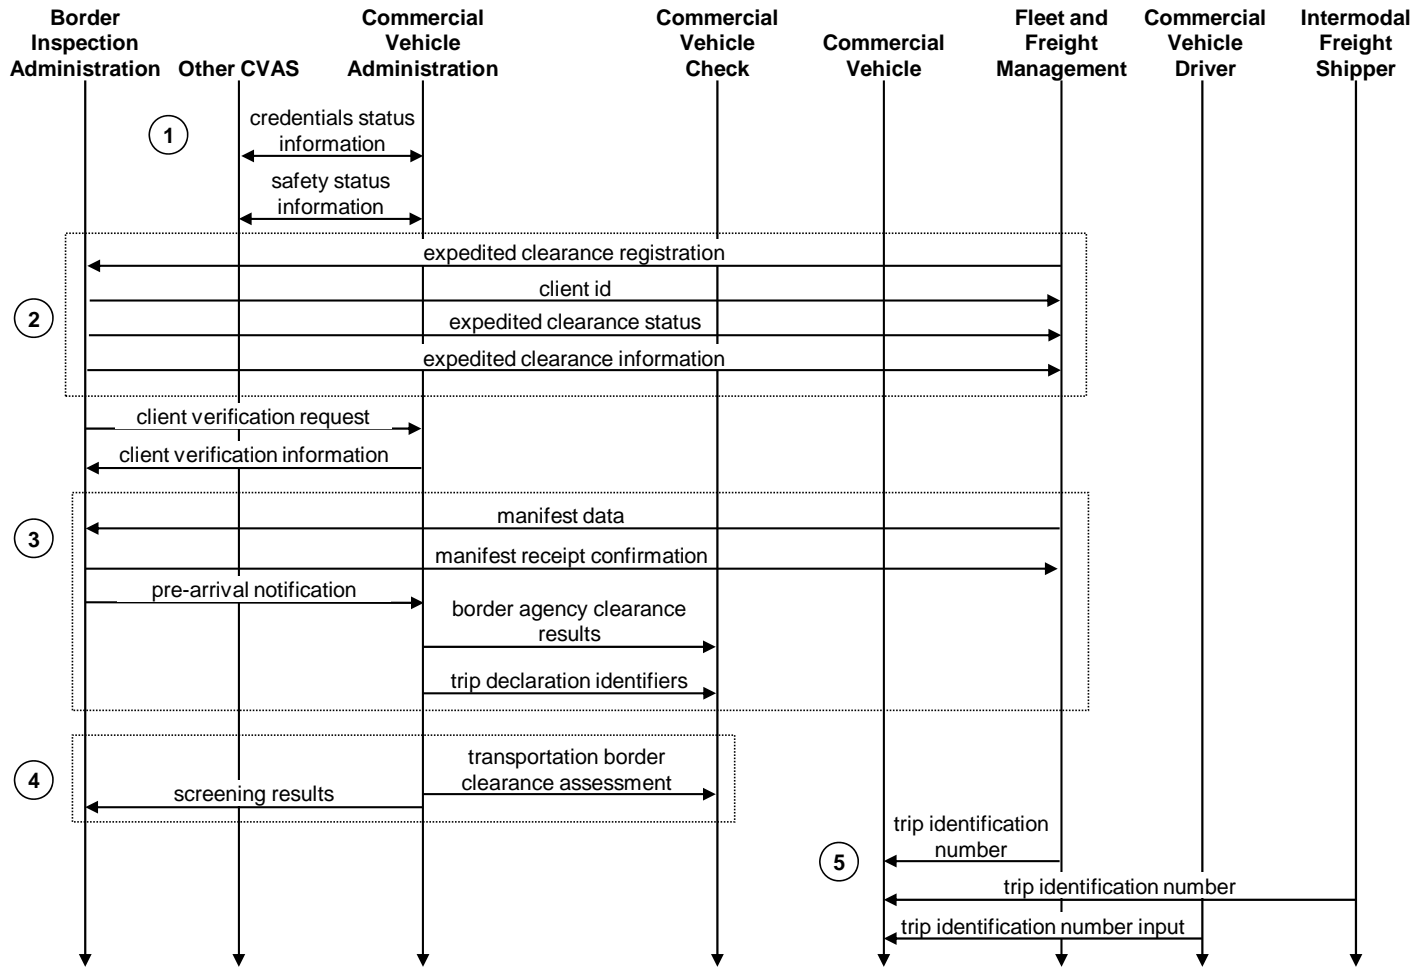 Border
Inspection
Administration
Other CVAS
Commercial
Vehicle
Administration
Commercial
Vehicle
Check
Commercial
Vehicle
Fleet and
Freight
Management
Commercial
Vehicle
Driver
Intermodal
Freight
Shipper
1
credentials status
information
safety status
information
2
expedited clearance registration
client id
expedited clearance status
expedited clearance information
client verification request
client verification information
3
manifest data
manifest receipt confirmation
pre-arrival notification
border agency clearance
results
trip declaration identifiers
4
transportation border
clearance assessment
screening results
5
trip identification
number
trip identification number
trip identification number input